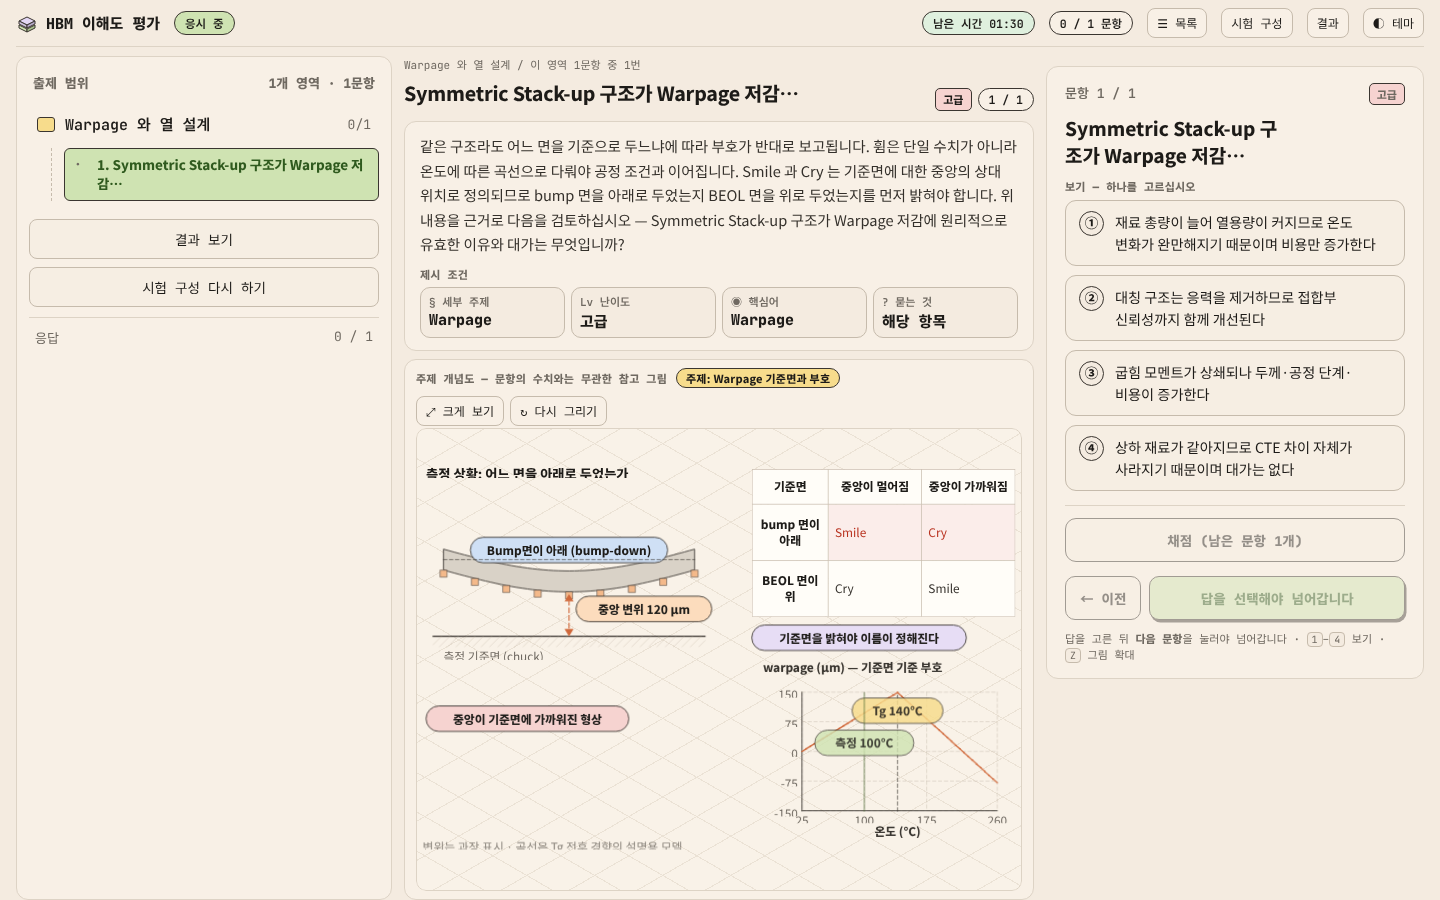 HBM 이해도 평가
응시 중
남은 시간 01:30
0 / 1 문항
☰ 목록
시험 구성
결과
◐ 테마
출제 범위
1개 영역 · 1문항
Warpage 와 열 설계
0/1
· 1. Symmetric Stack-up 구조가 Warpage 저
감…
결과 보기
시험 구성 다시 하기
응답
0 / 1
Warpage 와 열 설계 / 이 영역 1문항 중 1번
Symmetric Stack-up 구조가 Warpage 저감…
고급
1 / 1
같은 구조라도 어느 면을 기준으로 두느냐에 따라 부호가 반대로 보고됩니다. 휨은 단일 수치가 아니라
온도에 따른 곡선으로 다뤄야 공정 조건과 이어집니다. Smile 과 Cry 는 기준면에 대한 중앙의 상대
위치로 정의되므로 bump 면을 아래로 두었는지 BEOL 면을 위로 두었는지를 먼저 밝혀야 합니다. 위
내용을 근거로 다음을 검토하십시오 — Symmetric Stack-up 구조가 Warpage 저감에 원리적으로
유효한 이유와 대가는 무엇입니까?
제시 조건
§ 세부 주제
Warpage
Lv 난이도
고급
◉ 핵심어
Warpage
? 묻는 것
해당 항목
주제 개념도 — 문항의 수치와는 무관한 참고 그림
주제: Warpage 기준면과 부호
⤢ 크게 보기
↻ 다시 그리기
측정 상황: 어느 면을 아래로 두었는가
Bump면이 아래 (bump-down)
중앙 변위 120 µm
측정 기준면 (chuck)
중앙이 기준면에 가까워진 형상
변위는 과장 표시 · 곡선은 Tg 전후 경향의 설명용 모델
기준면
중앙이 멀어짐
중앙이 가까워짐
bump 면이
아래
Smile
Cry
BEOL 면이
위
Cry
Smile
기준면을 밝혀야 이름이 정해진다
warpage (µm) — 기준면 기준 부호
150
75
0
-75
-150
Tg 140°C
측정 100°C
25
100
175
260
온도 (°C)
문항 1 / 1
고급
Symmetric Stack-up 구
조가 Warpage 저감…
보기 — 하나를 고르십시오
① 재료 총량이 늘어 열용량이 커지므로 온도
변화가 완만해지기 때문이며 비용만 증가한다
② 대칭 구조는 응력을 제거하므로 접합부
신뢰성까지 함께 개선된다
③ 굽힘 모멘트가 상쇄되나 두께·공정 단계·
비용이 증가한다
④ 상하 재료가 같아지므로 CTE 차이 자체가
사라지기 때문이며 대가는 없다
채점 (남은 문항 1개)
← 이전
답을 선택해야 넘어갑니다
답을 고른 뒤 다음 문항을 눌러야 넘어갑니다 · 1–4 보기 ·
Z 그림 확대